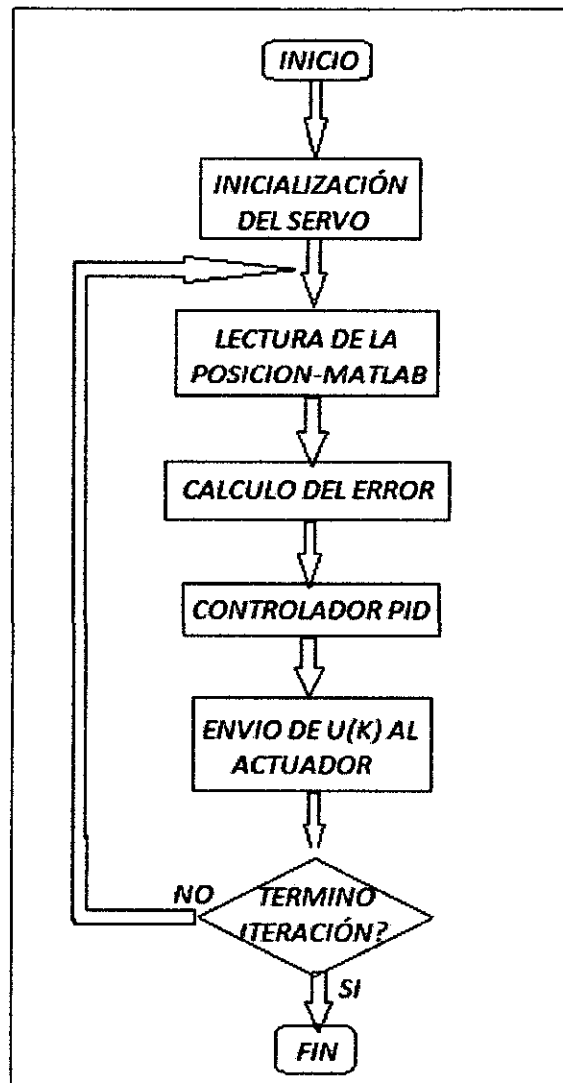 INICIO
INICIALIZACIÓN
DEL SERVO
LECTURA DE LA
POSICION-MATLAB
CALCULO DEL ERROR
CONTROLADOR PID
ENVIO DE U(K) AL
ACTUADOR
NO
TERMINO
ITERACIÓN?
SI
FIN